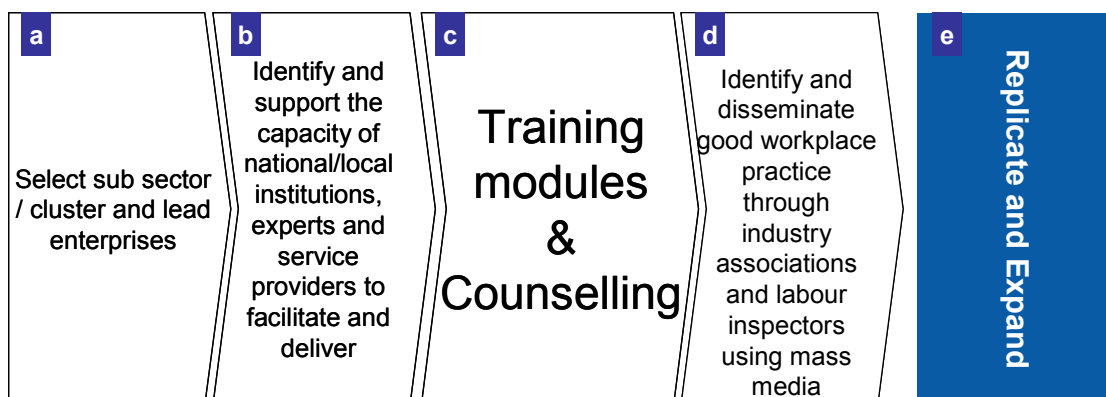 a
Select sub sector
/ cluster and lead
enterprises
b
Identify and
support the
capacity of
national/local
institutions,
experts and
service
providers to
facilitate and
deliver
c
Training
modules
&
Counselling
d
Identify and
disseminate
good workplace
practice
through
industry
associations
and labour
inspectors
using mass
media
e
Replicate and Expand